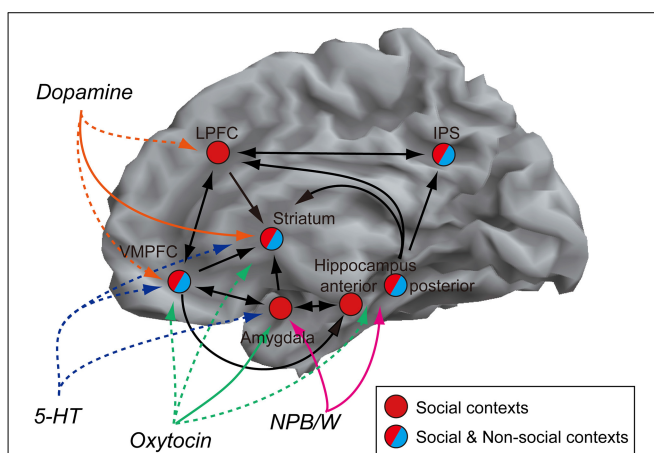 Dopamine
LPFC
IPS
Striatum
VMPFC
Hippocampus
anterior
posterior
Amygdala
5-HT
Oxytocin
NPB/W
Social contexts
Social & Non-social contexts